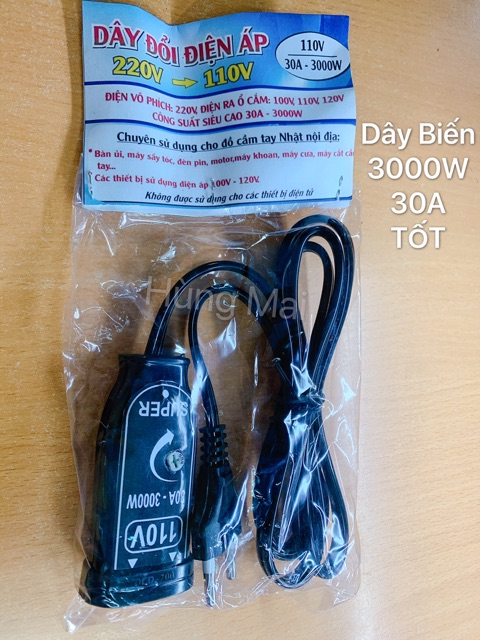 DÂY ĐỔI ĐIỆN ÁP
220V → 110V
110V
30A - 3000W
ĐIỆN VÔ PHÍCH: 220V, ĐIỆN RA Ổ CẮM: 100V, 110V, 120V
CÔNG SUẤT SIÊU CAO 30A - 3000W
Chuyên sử dụng cho đồ cầm tay Nhật nội địa:
* Bàn ủi, máy sấy tóc, đèn pin, motor, máy khoan, máy cưa, máy cắt cầm
tay...
* Các thiết bị sử dụng điện áp 100V - 120V.
Không được sử dụng cho các thiết bị điện tử
Dây Biến
3000W
30A
TỐT
Hung Mai
SUPER
30A - 3000W
110V